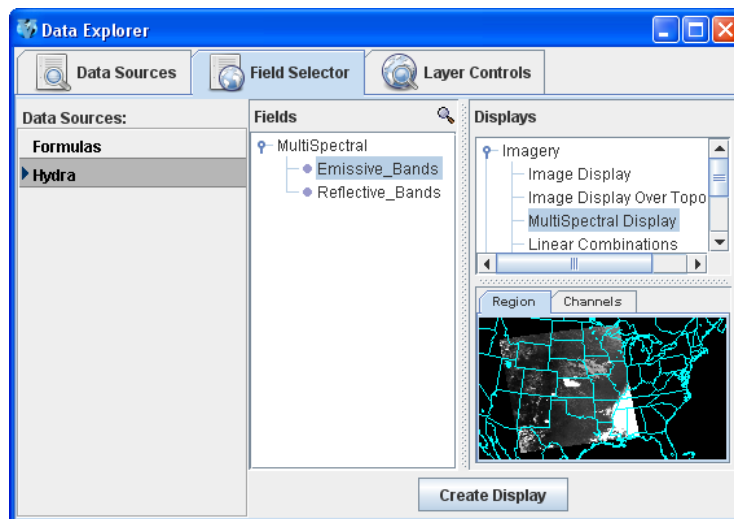 Data Explorer
Data Sources
Field Selector
Layer Controls
Data Sources:
Formulas
Hydra
Fields
MultiSpectral
Emissive_Bands
Reflective_Bands
Displays
Imagery
Image Display
Image Display Over Topo
MultiSpectral Display
Linear Combinations
Region
Channels
Create Display